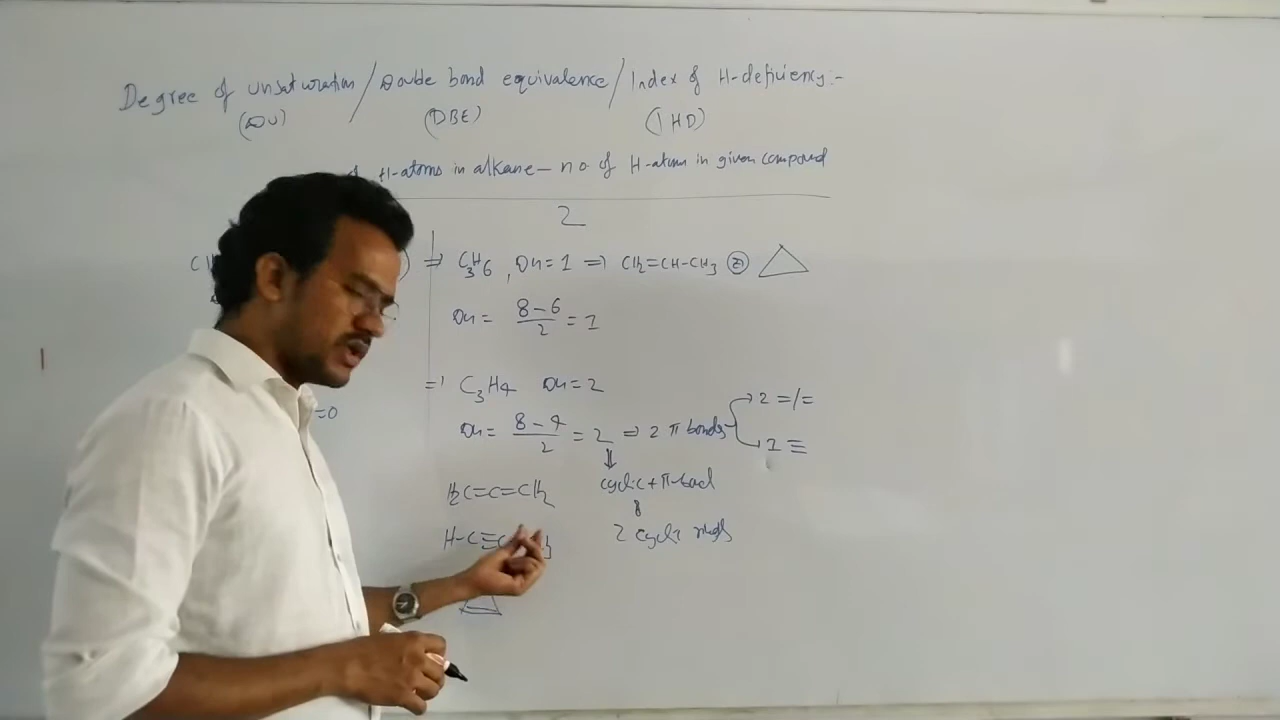 Degree of unsaturation / Double bond equivalence / Index of H-deficiency :-
(DU) (DBE) (IHD)
of H-atoms in alkane – no of H-atom in given compound
2
⇒ C3H6 , Du = 1 ⇒ CH2=CH-CH3
Du = 8-6/2 = 1
C3H4 Du = 2
=0
Du = 8-4/2 = 2 ⇒ 2 π bonds
2 =/=
1 ≡
H2C=C=CH2
cyclic + π-bond
H-C≡C
2 cyclic rings